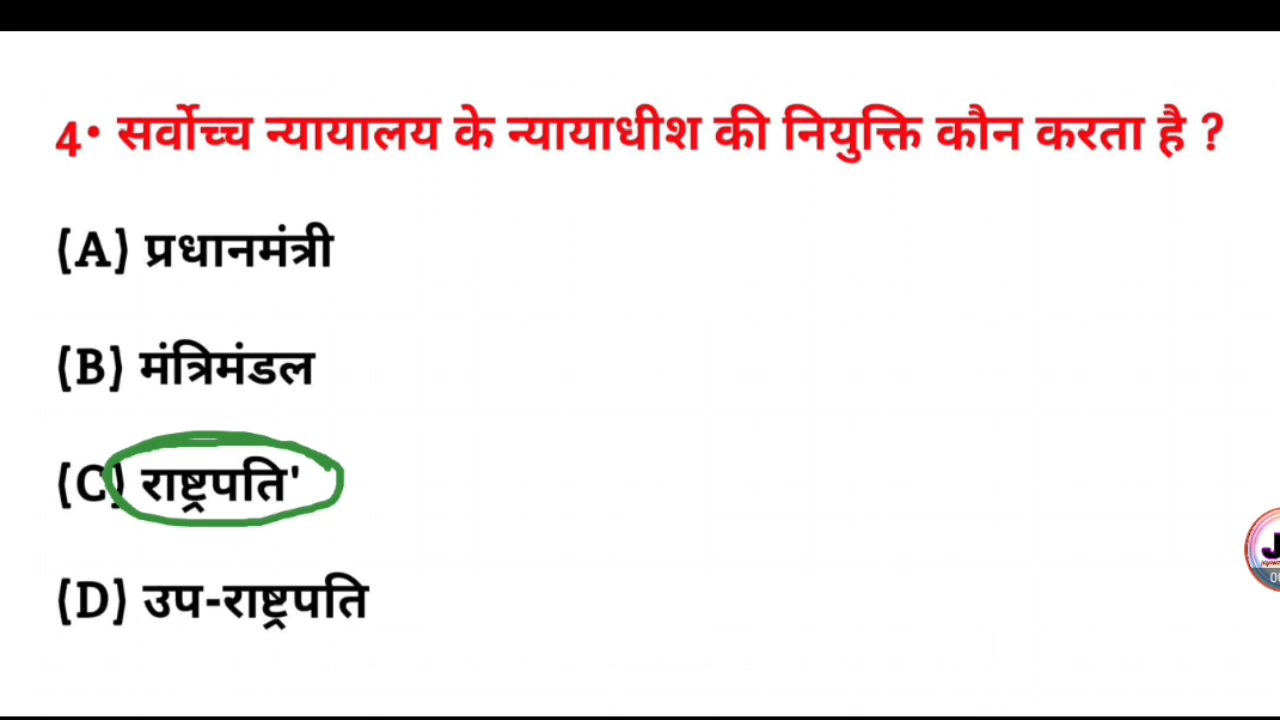 4• सर्वोच्च न्यायालय के न्यायाधीश की नियुक्ति कौन करता है ?
(A) प्रधानमंत्री
(B) मंत्रिमंडल
(C) राष्ट्रपति'
(D) उप-राष्ट्रपति